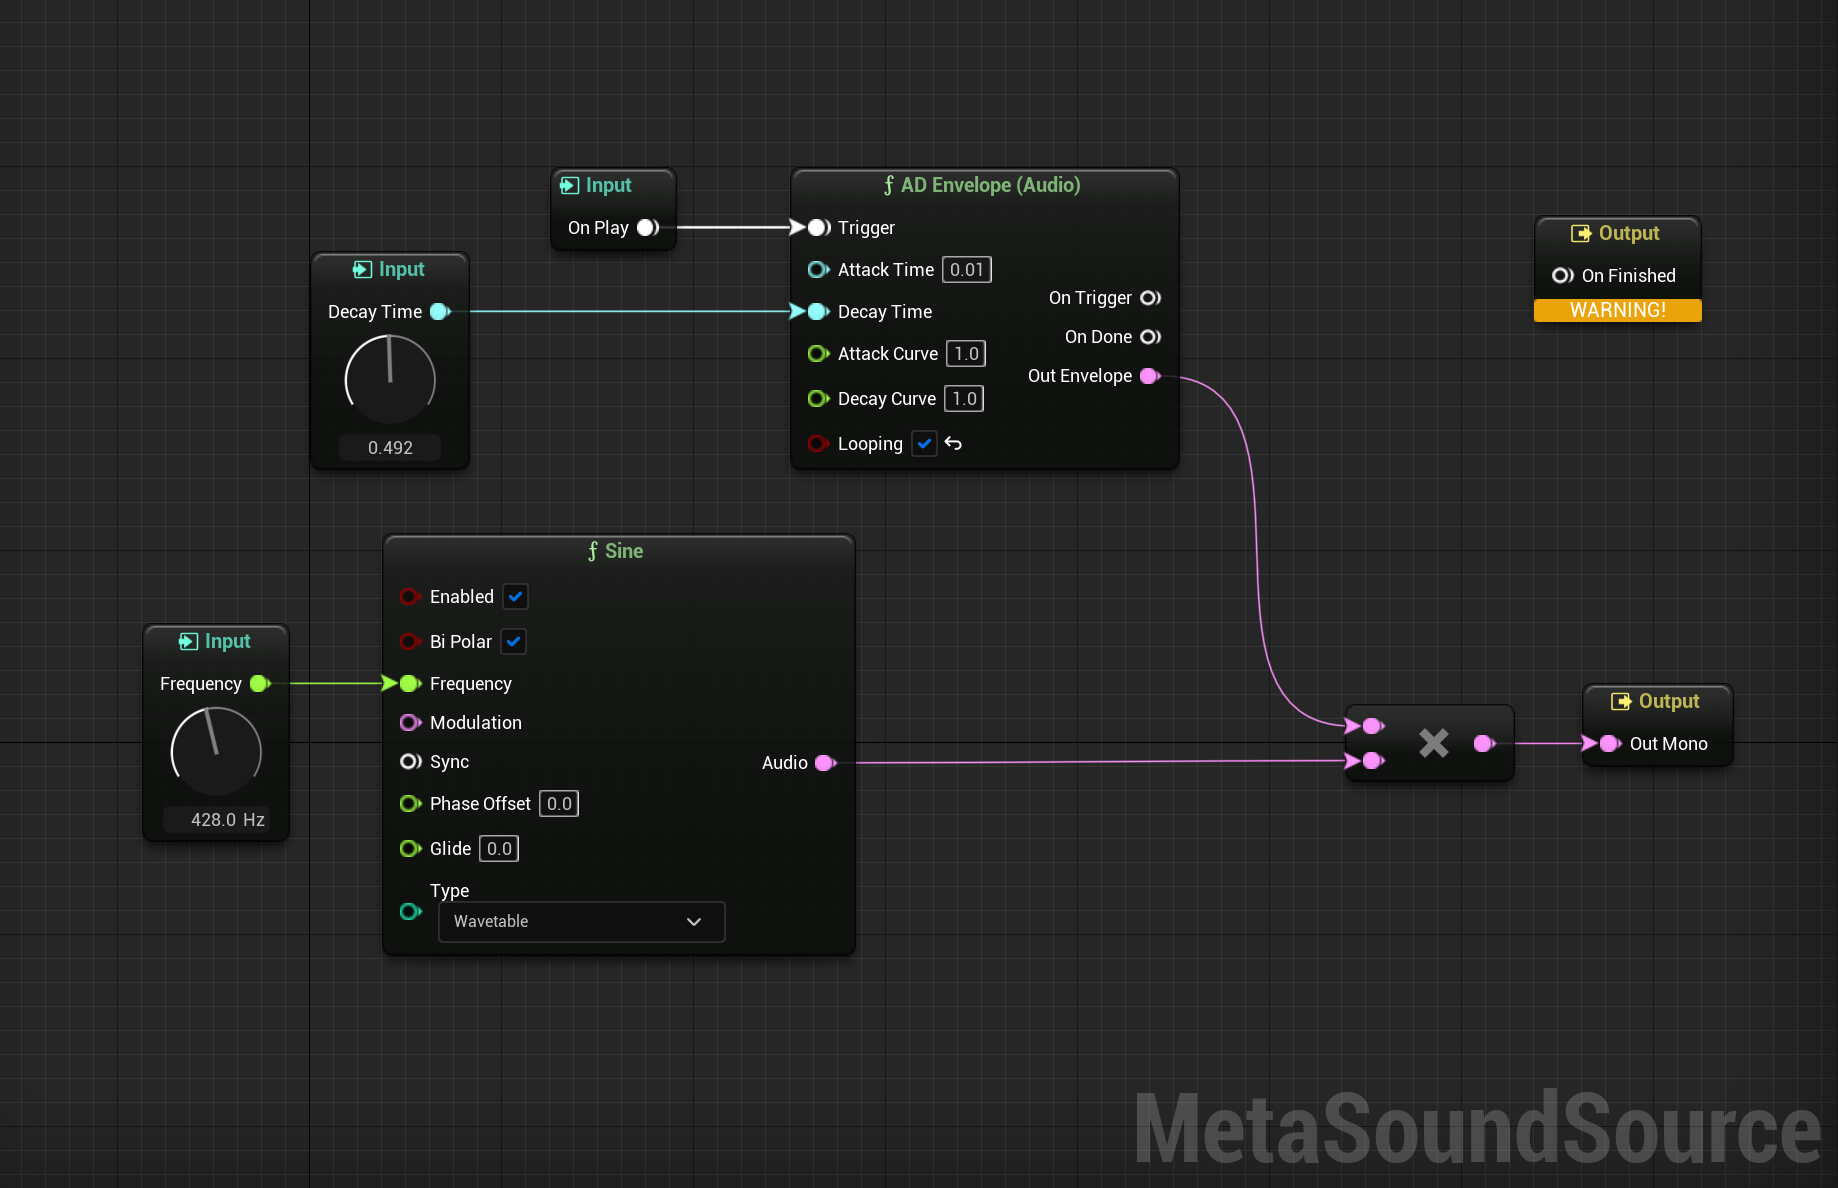 Input
On Play
AD Envelope (Audio)
Trigger
Attack Time 0.01
Decay Time
Attack Curve 1.0
Decay Curve 1.0
Looping
On Trigger
On Done
Out Envelope
Output
On Finished
WARNING!
Input
Decay Time
0.492
Sine
Enabled
Bi Polar
Frequency
Modulation
Sync
Phase Offset 0.0
Glide 0.0
Type
Wavetable
Audio
Input
Frequency
428.0 Hz
Output
Out Mono
MetaSoundSource